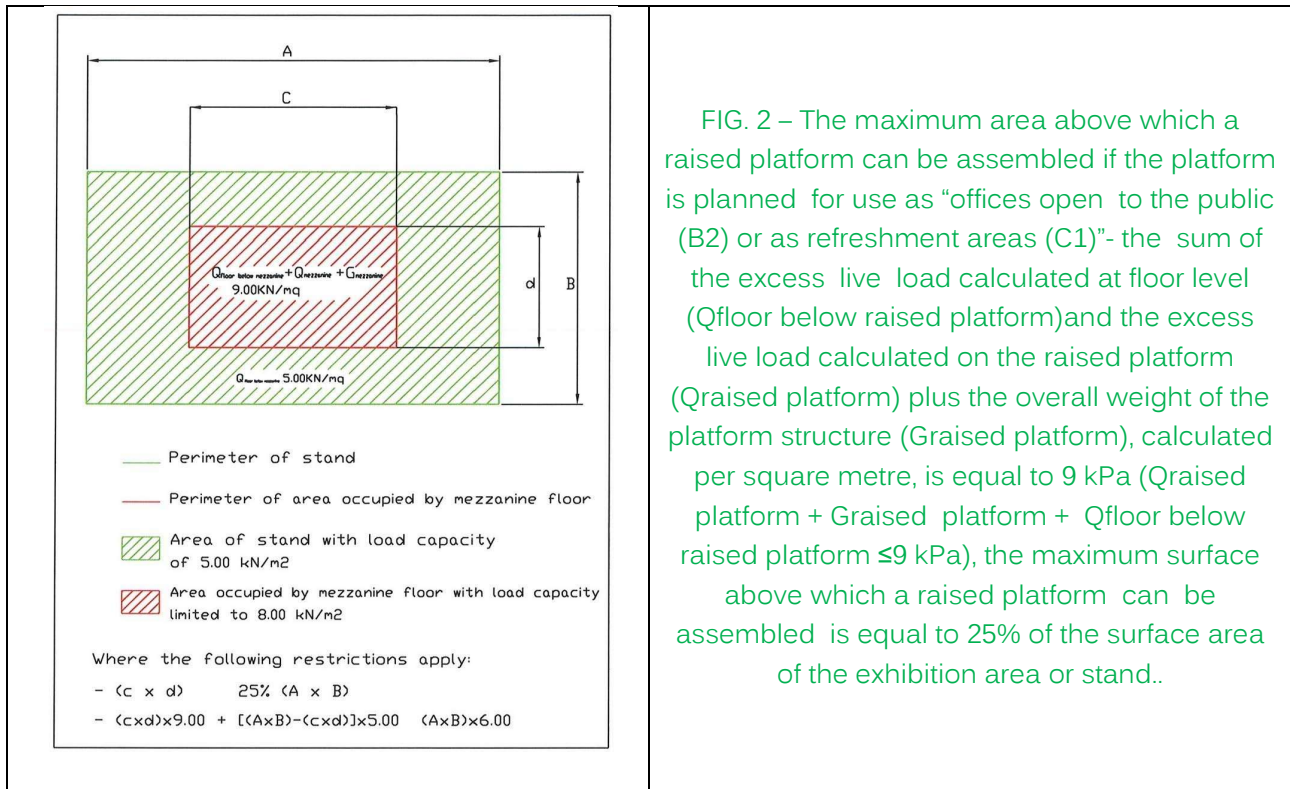 A
C
Qfloor below mezzanine+Qmezzanine +Gmezzanine
9.00KN/mq
d
B
Qfloor below mezzanine 5.00KN/mq
Perimeter of stand
Perimeter of area occupied by mezzanine floor
Area of stand with load capacity
of 5.00 kN/m2
Area occupied by mezzanine floor with load capacity
limited to 8.00 kN/m2
Where the following restrictions apply:
- (c x d) 25% (A x B)
- (cxd)x9.00 + [(AxB)-(cxd)]x5.00 (AxB)x6.00
FIG. 2 – The maximum area above which a
raised platform can be assembled if the platform
is planned for use as “offices open to the public
(B2) or as refreshment areas (C1)”- the sum of
the excess live load calculated at floor level
(Qfloor below raised platform)and the excess
live load calculated on the raised platform
(Qraised platform) plus the overall weight of the
platform structure (Graised platform), calculated
per square metre, is equal to 9 kPa (Qraised
platform + Graised platform + Qfloor below
raised platform ≤9 kPa), the maximum surface
above which a raised platform can be
assembled is equal to 25% of the surface area
of the exhibition area or stand..